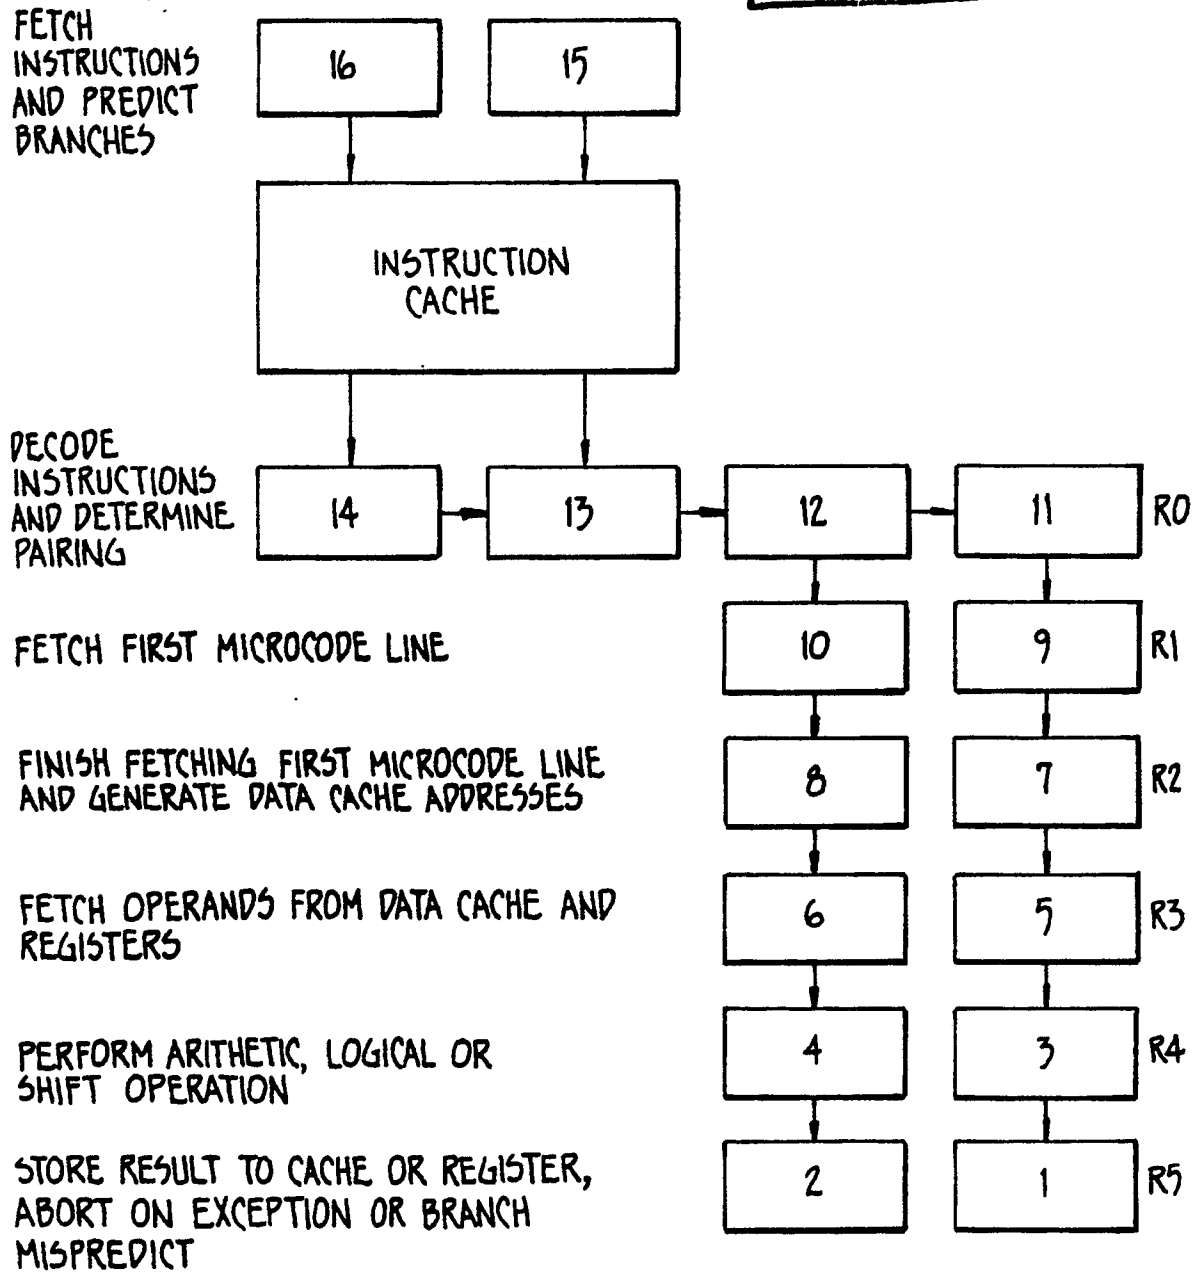 FETCH
INSTRUCTIONS
AND PREDICT
BRANCHES
16
15
INSTRUCTION
CACHE
DECODE
INSTRUCTIONS
AND DETERMINE
PAIRING
14
13
12
11
R0
FETCH FIRST MICROCODE LINE
10
9
R1
FINISH FETCHING FIRST MICROCODE LINE
AND GENERATE DATA CACHE ADDRESSES
8
7
R2
FETCH OPERANDS FROM DATA CACHE AND
REGISTERS
6
5
R3
PERFORM ARITHETIC, LOGICAL OR
SHIFT OPERATION
4
3
R4
STORE RESULT TO CACHE OR REGISTER,
ABORT ON EXCEPTION OR BRANCH
MISPREDICT
2
1
R5